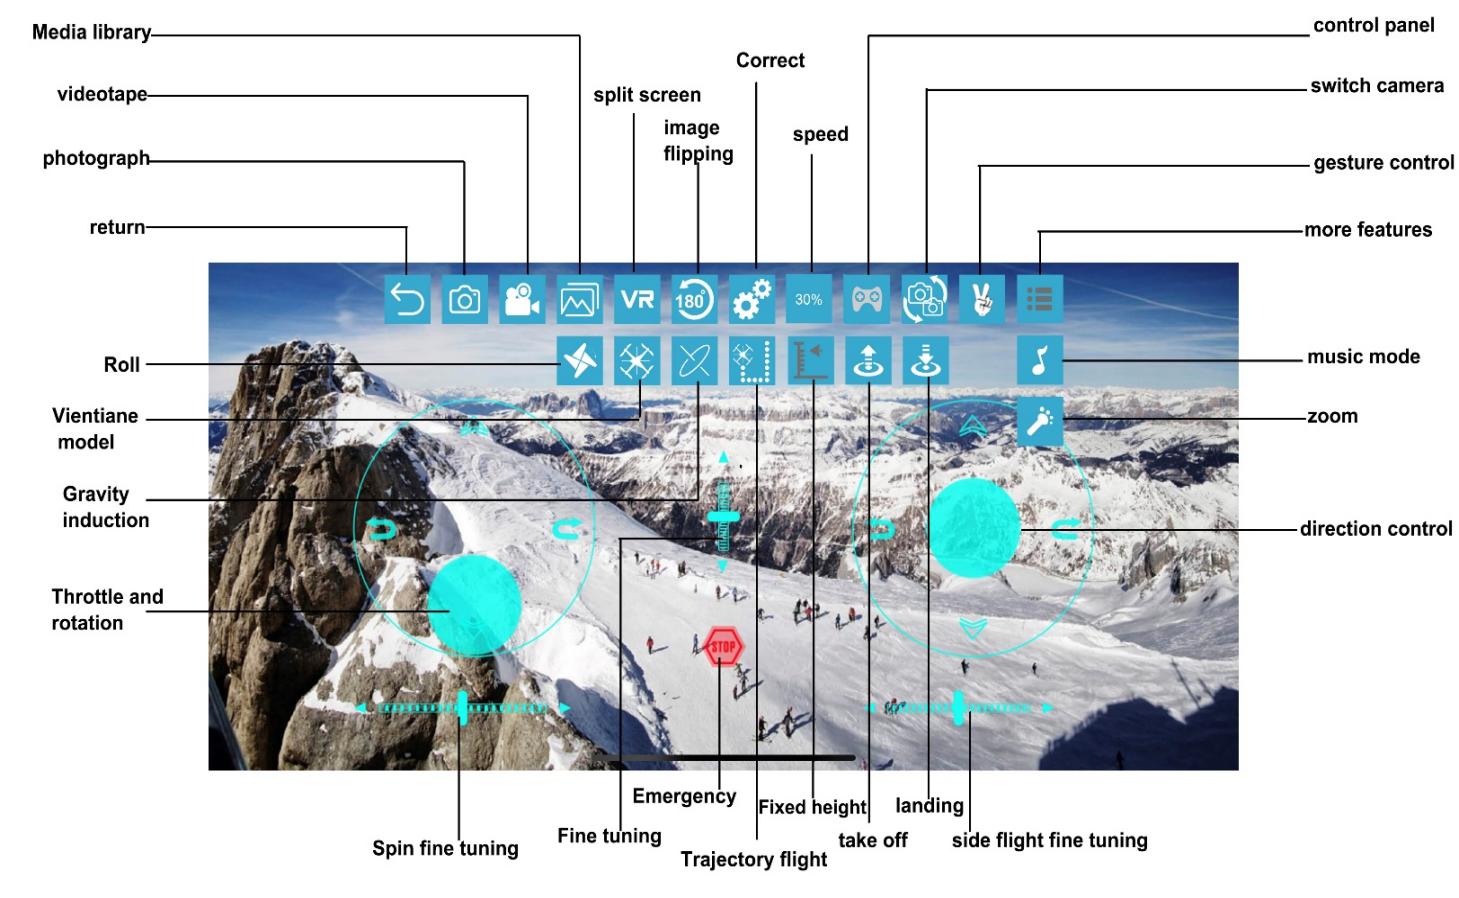 Media library
control panel
Correct
switch camera
videotape
split screen
image
flipping
speed
photograph
gesture control
return
more features
VR
180°
30%
Roll
music mode
Vientiane
model
zoom
Gravity
induction
direction control
Throttle and
rotation
STOP
Emergency
Fixed height
landing
Fine tuning
take off
side flight fine tuning
Spin fine tuning
Trajectory flight